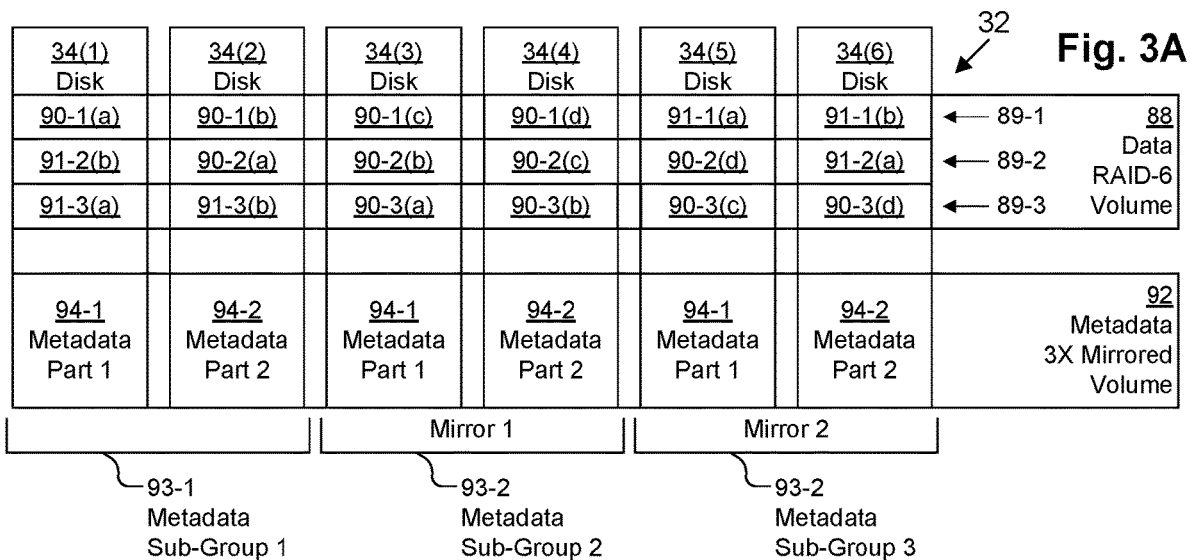 34(1)
Disk
34(2)
Disk
34(3)
Disk
34(4)
Disk
34(5)
Disk
34(6)
Disk
32
Fig. 3A
90-1(a) 90-1(b) 90-1(c) 90-1(d) 91-1(a) 91-1(b) 89-1
91-2(b) 90-2(a) 90-2(b) 90-2(c) 90-2(d) 91-2(a) 89-2
91-3(a) 91-3(b) 90-3(a) 90-3(b) 90-3(c) 90-3(d) 89-3
88
Data
RAID-6
Volume
94-1
Metadata
Part 1
94-2
Metadata
Part 2
94-1
Metadata
Part 1
94-2
Metadata
Part 2
94-1
Metadata
Part 1
94-2
Metadata
Part 2
92
Metadata
3X Mirrored
Volume
Mirror 1
Mirror 2
93-1
Metadata
Sub-Group 1
93-2
Metadata
Sub-Group 2
93-2
Metadata
Sub-Group 3